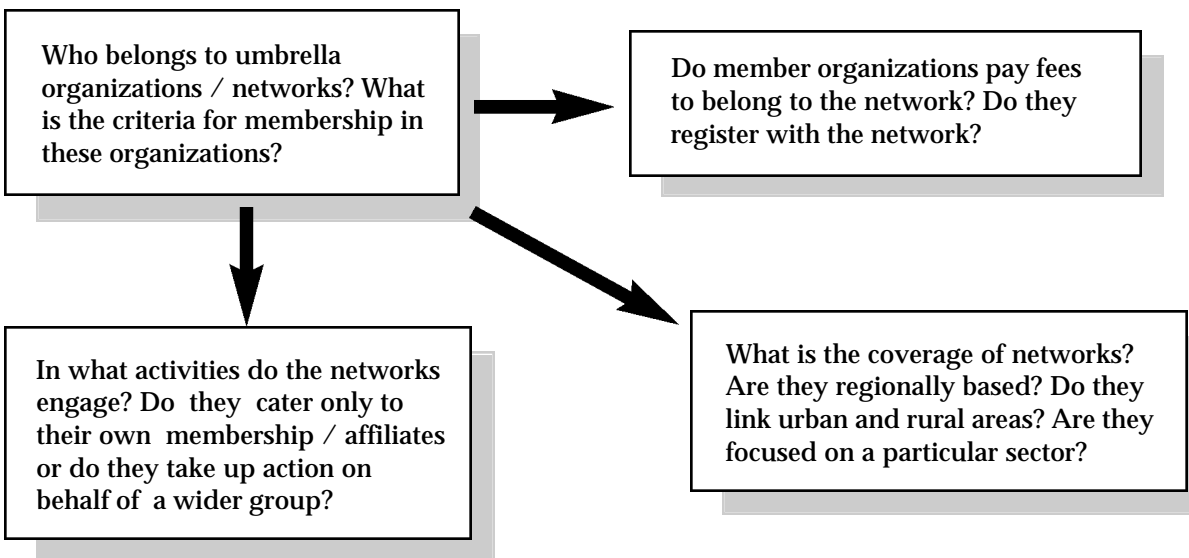 Who belongs to umbrella
organizations / networks? What
is the criteria for membership in
these organizations?
Do member organizations pay fees
to belong to the network? Do they
register with the network?
In what activities do the networks
engage? Do they cater only to
their own membership / affiliates
or do they take up action on
behalf of a wider group?
What is the coverage of networks?
Are they regionally based? Do they
link urban and rural areas? Are they
focused on a particular sector?